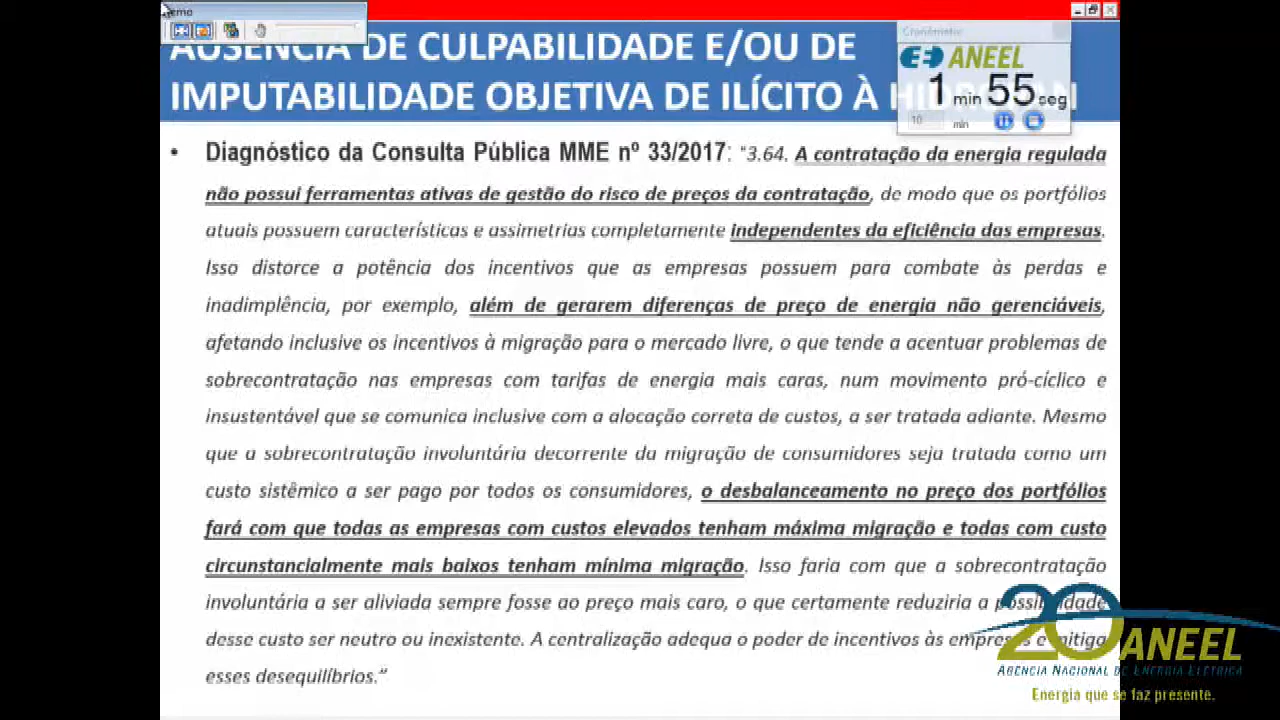 AUSÊNCIA DE CULPABILIDADE E/OU DE
IMPUTABILIDADE OBJETIVA DE ILÍCITO À
Cronômetro
ANEEL
1 min 55 seg
10 min
• Diagnóstico da Consulta Pública MME nº 33/2017: "3.64. A contratação da energia regulada
não possui ferramentas ativas de gestão do risco de preços da contratação, de modo que os portfólios
atuais possuem características e assimetrias completamente independentes da eficiência das empresas.
Isso distorce a potência dos incentivos que as empresas possuem para combate às perdas e
inadimplência, por exemplo, além de gerarem diferenças de preço de energia não gerenciáveis,
afetando inclusive os incentivos à migração para o mercado livre, o que tende a acentuar problemas de
sobrecontratação nas empresas com tarifas de energia mais caras, num movimento pró-cíclico e
insustentável que se comunica inclusive com a alocação correta de custos, a ser tratada adiante. Mesmo
que a sobrecontratação involuntária decorrente da migração de consumidores seja tratada como um
custo sistêmico a ser pago por todos os consumidores, o desbalanceamento no preço dos portfólios
fará com que todas as empresas com custos elevados tenham máxima migração e todas com custo
circunstancialmente mais baixos tenham mínima migração. Isso faria com que a sobrecontratação
involuntária a ser aliviada sempre fosse ao preço mais caro, o que certamente reduziria a possibilidade
desse custo ser neutro ou inexistente. A centralização adequa o poder de incentivos às empresas e mitiga
esses desequilíbrios."
20 ANEEL
AGÊNCIA NACIONAL DE ENERGIA ELÉTRICA
Energia que se faz presente.